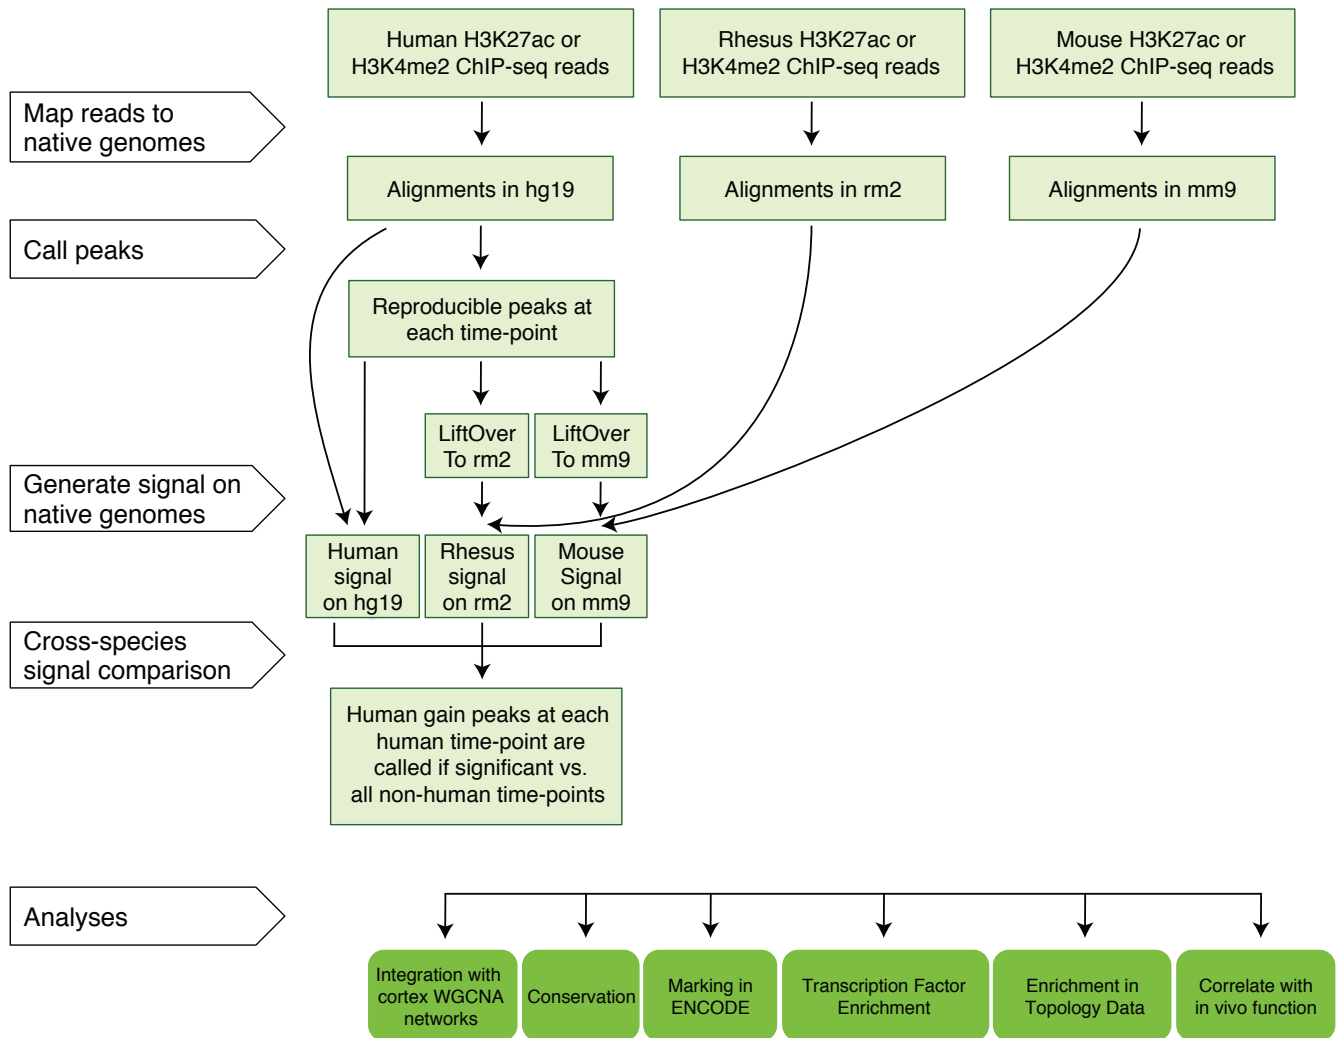 Human H3K27ac or
H3K4me2 ChIP-seq reads
Rhesus H3K27ac or
H3K4me2 ChIP-seq reads
Mouse H3K27ac or
H3K4me2 ChIP-seq reads
Map reads to
native genomes
Alignments in hg19
Alignments in rm2
Alignments in mm9
Call peaks
Reproducible peaks at
each time-point
LiftOver
To rm2
LiftOver
To mm9
Generate signal on
native genomes
Human
signal
on hg19
Rhesus
signal
on rm2
Mouse
Signal
on mm9
Cross-species
signal comparison
Human gain peaks at each
human time-point are
called if significant vs.
all non-human time-points
Analyses
Integration with
cortex WGCNA
networks
Conservation
Marking in
ENCODE
Transcription Factor
Enrichment
Enrichment in
Topology Data
Correlate with
in vivo function